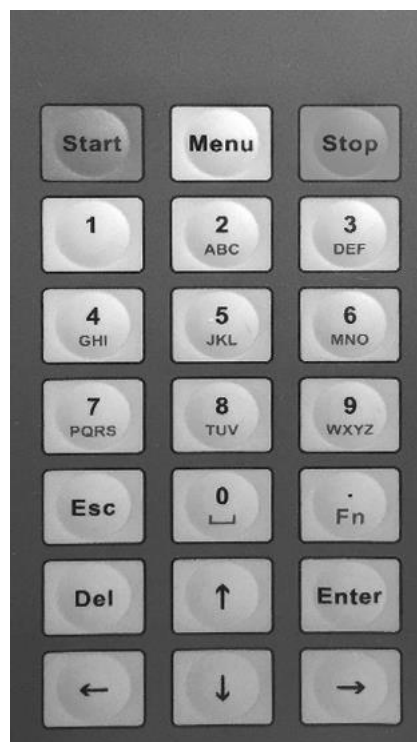 Start Menu Stop
1 2 3
ABC DEF
4 5 6
GHI JKL MNO
7 8 9
PQRS TUV WXYZ
Esc 0 .
Fn
Del ↑ Enter
← ↓ →